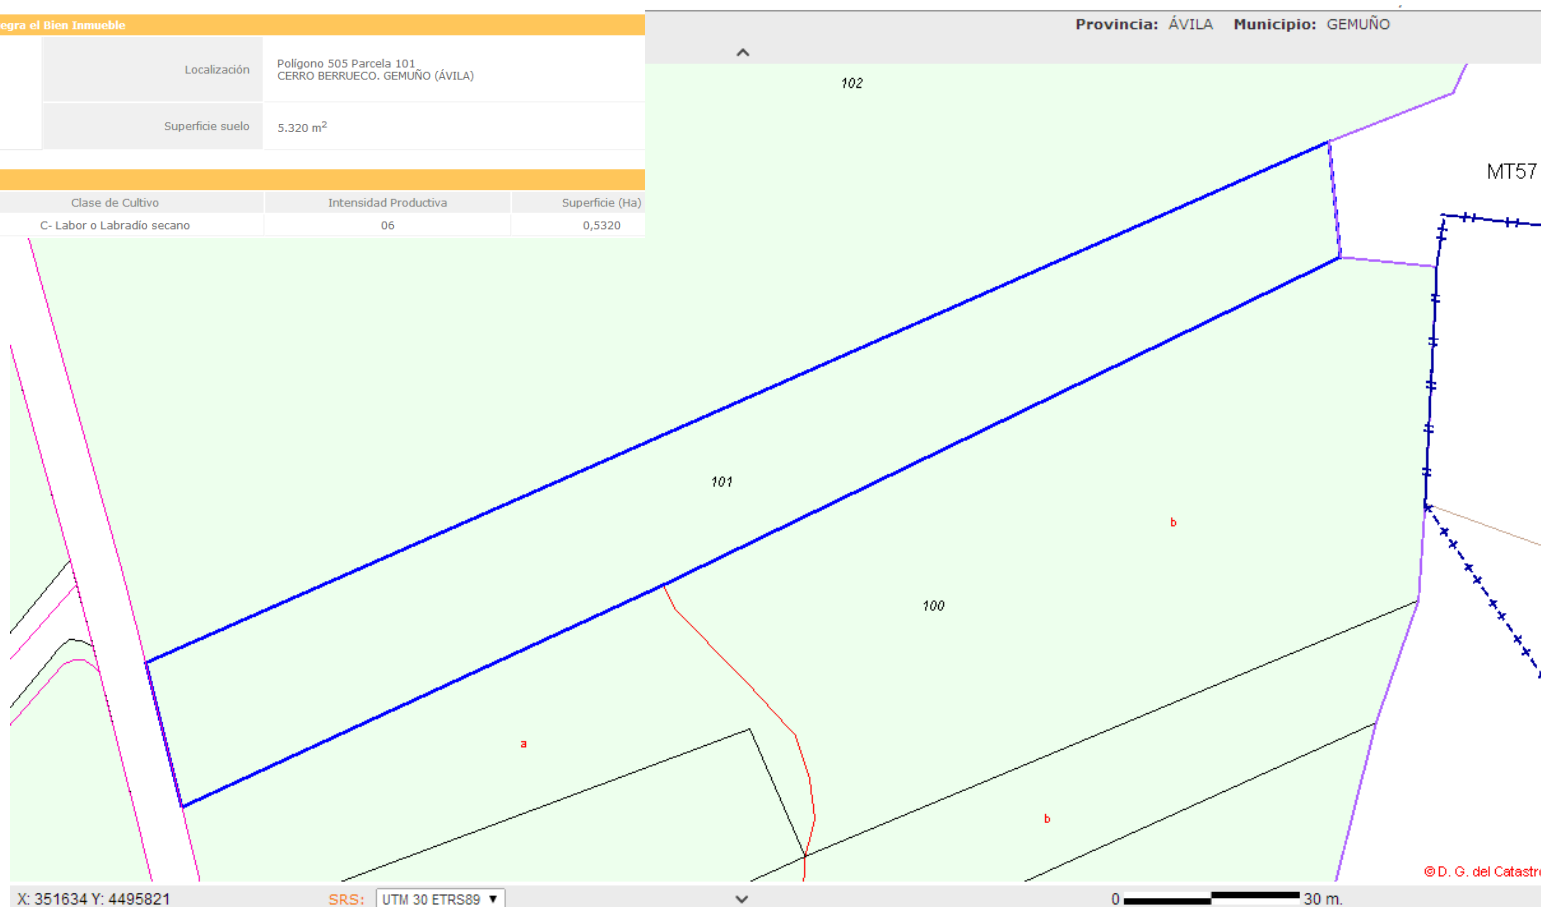 egra el Bien Inmueble
Provincia: ÁVILA Municipio: GEMUÑO
Localización
Polígono 505 Parcela 101
CERRO BERRUECO. GEMUÑO (ÁVILA)
Superficie suelo
5.320 m²
Clase de Cultivo Intensidad Productiva Superficie (Ha)
C- Labor o Labradío secano 06 0,5320
102
MT57
101
b
100
a
b
© D. G. del Catastr
X: 351634 Y: 4495821 SRS: UTM 30 ETRS89 ▼ 0 30 m.